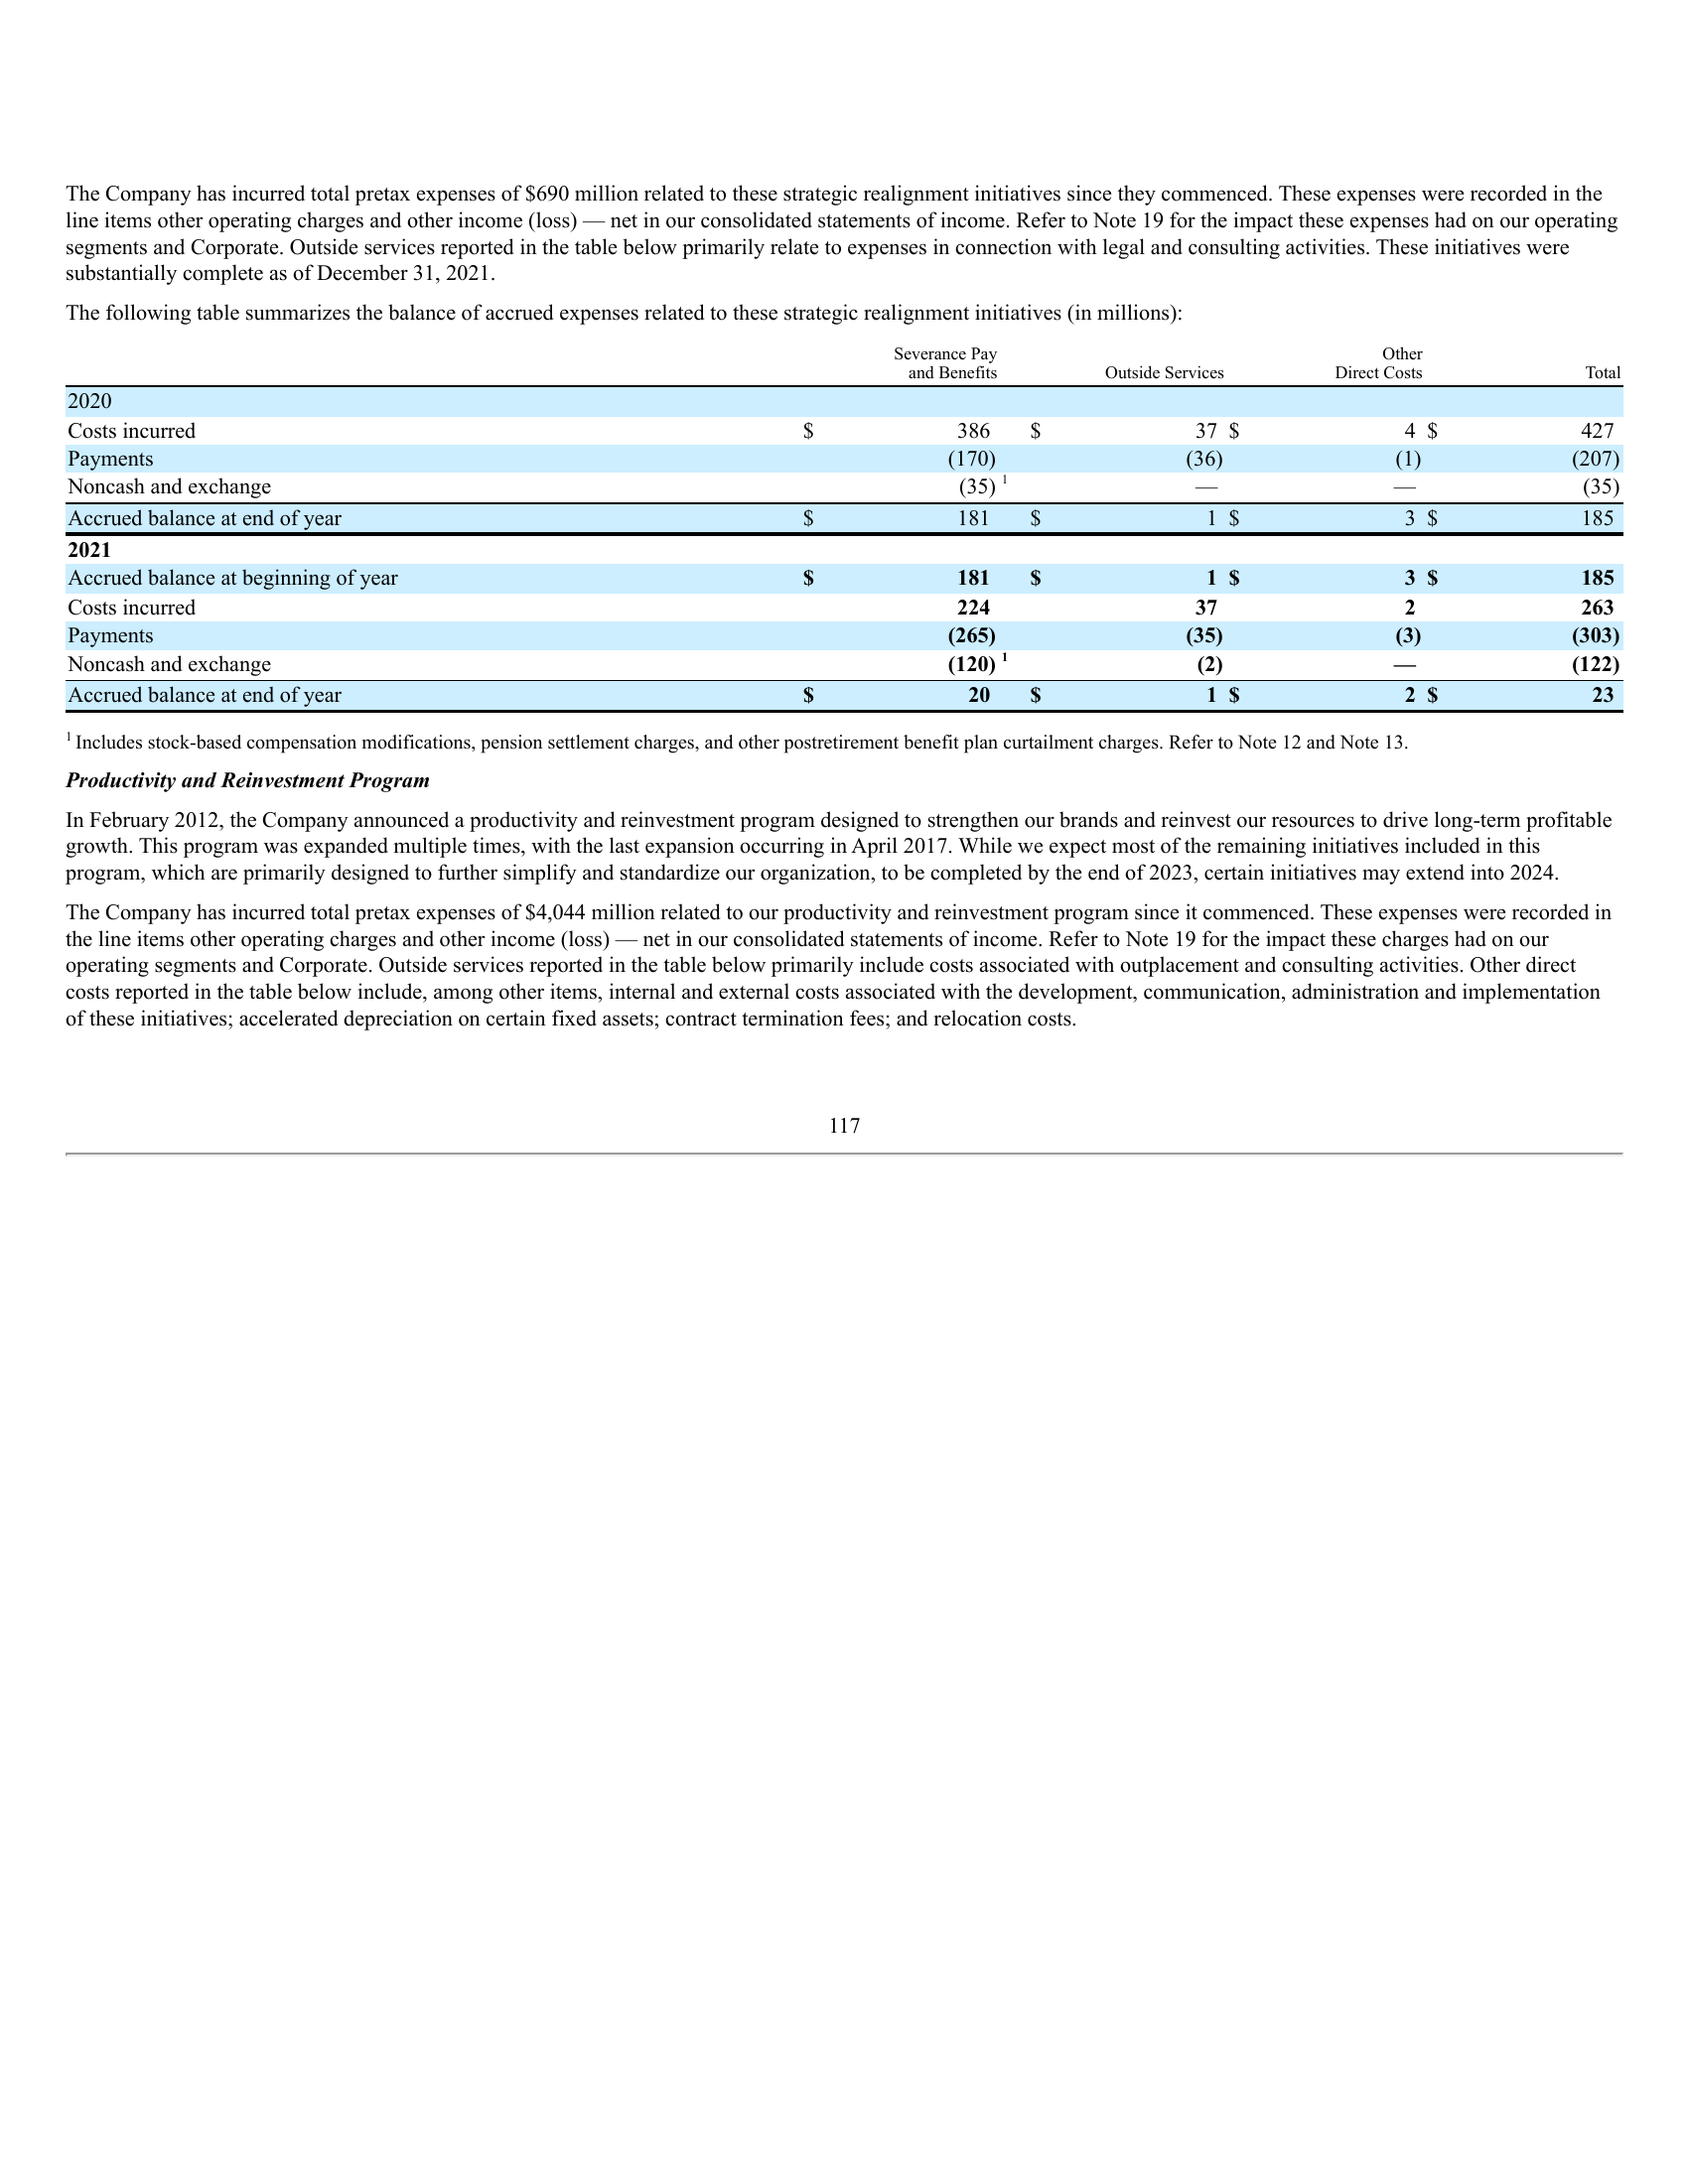 The Company has incurred total pretax expenses of $690 million related to these strategic realignment initiatives since they commenced. These expenses were recorded in the
line items other operating charges and other income (loss) — net in our consolidated statements of income. Refer to Note 19 for the impact these expenses had on our operating
segments and Corporate. Outside services reported in the table below primarily relate to expenses in connection with legal and consulting activities. These initiatives were
substantially complete as of December 31, 2021.
The following table summarizes the balance of accrued expenses related to these strategic realignment initiatives (in millions):
Severance Pay and Benefits Outside Services Other Direct Costs Total
2020
Costs incurred $ 386 $ 37 $ 4 $ 427
Payments (170) (36) (1) (207)
Noncash and exchange (35) 1 — — (35)
Accrued balance at end of year $ 181 $ 1 $ 3 $ 185
2021
Accrued balance at beginning of year $ 181 $ 1 $ 3 $ 185
Costs incurred 224 37 2 263
Payments (265) (35) (3) (303)
Noncash and exchange (120) 1 (2) — (122)
Accrued balance at end of year $ 20 $ 1 $ 2 $ 23
1 Includes stock-based compensation modifications, pension settlement charges, and other postretirement benefit plan curtailment charges. Refer to Note 12 and Note 13.
Productivity and Reinvestment Program
In February 2012, the Company announced a productivity and reinvestment program designed to strengthen our brands and reinvest our resources to drive long-term profitable
growth. This program was expanded multiple times, with the last expansion occurring in April 2017. While we expect most of the remaining initiatives included in this
program, which are primarily designed to further simplify and standardize our organization, to be completed by the end of 2023, certain initiatives may extend into 2024.
The Company has incurred total pretax expenses of $4,044 million related to our productivity and reinvestment program since it commenced. These expenses were recorded in
the line items other operating charges and other income (loss) — net in our consolidated statements of income. Refer to Note 19 for the impact these charges had on our
operating segments and Corporate. Outside services reported in the table below primarily include costs associated with outplacement and consulting activities. Other direct
costs reported in the table below include, among other items, internal and external costs associated with the development, communication, administration and implementation
of these initiatives; accelerated depreciation on certain fixed assets; contract termination fees; and relocation costs.
117